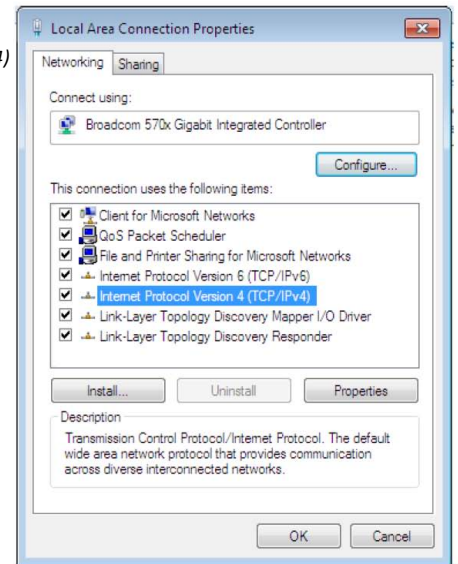 Local Area Connection Properties
Networking
Sharing
Connect using:
Broadcom 570x Gigabit Integrated Controller
Configure...
This connection uses the following items:
Client for Microsoft Networks
QoS Packet Scheduler
File and Printer Sharing for Microsoft Networks
Internet Protocol Version 6 (TCP/IPv6)
Internet Protocol Version 4 (TCP/IPv4)
Link-Layer Topology Discovery Mapper I/O Driver
Link-Layer Topology Discovery Responder
Install...
Uninstall
Properties
Description
Transmission Control Protocol/Internet Protocol. The default
wide area network protocol that provides communication
across diverse interconnected networks.
OK
Cancel